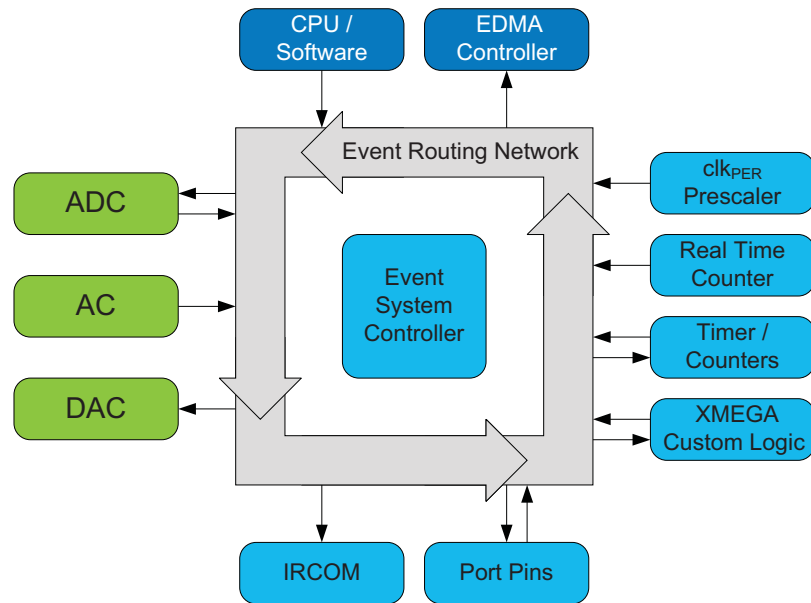 CPU /
Software
EDMA
Controller
Event Routing Network
ADC
AC
DAC
Event
System
Controller
clkPER
Prescaler
Real Time
Counter
Timer /
Counters
XMEGA
Custom Logic
IRCOM
Port Pins